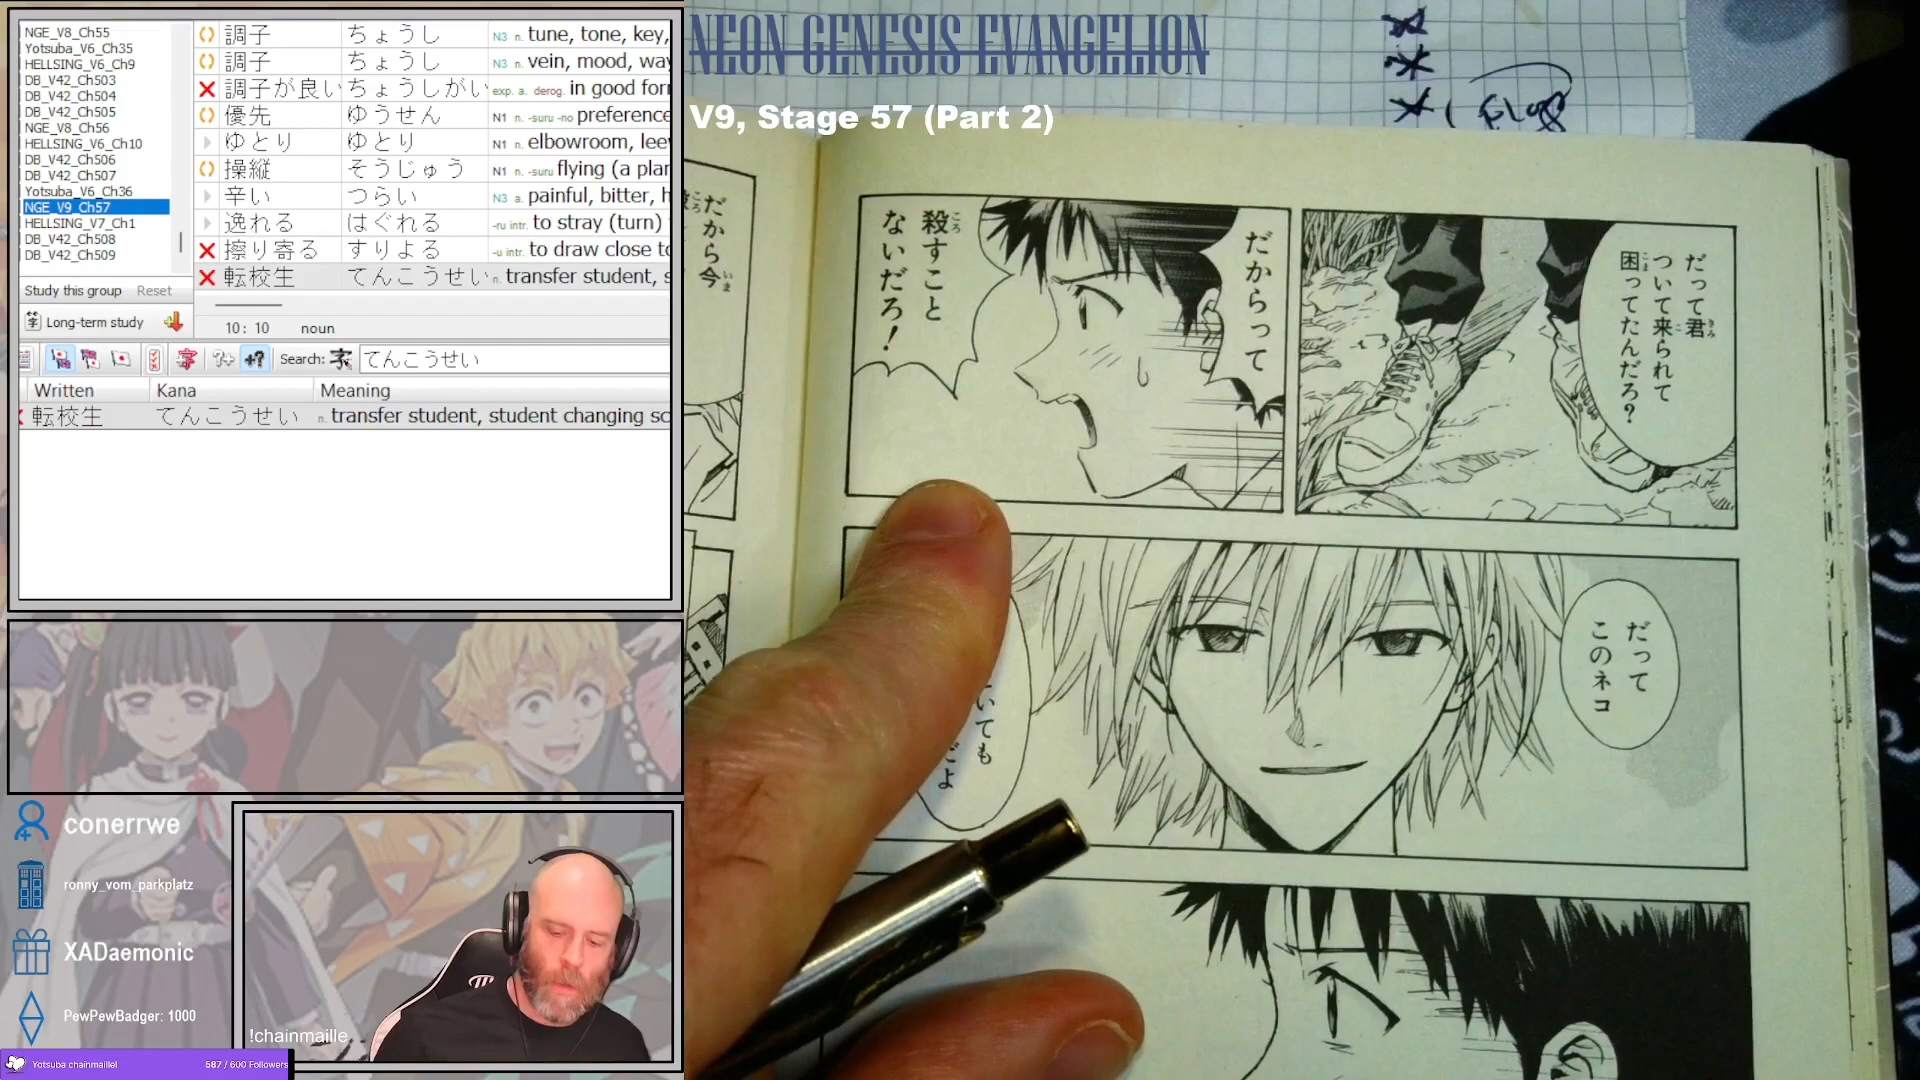 NGE_V8_Ch55
Yotsuba_V6_Ch35
HELLSING_V6_Ch9
DB_V42_Ch503
DB_V42_Ch504
DB_V42_Ch505
NGE_V8_Ch56
HELLSING_V6_Ch10
DB_V42_Ch506
DB_V42_Ch507
Yotsuba_V6_Ch36
NGE_V9_Ch57
HELLSING_V7_Ch1
DB_V42_Ch508
DB_V42_Ch509
Study this group Reset
Long-term study
調子 ちょうし N3 n. tune, tone, key,
調子 ちょうし N3 n. vein, mood, way
調子が良い ちょうしがい exp. a. derog. in good for
優先 ゆうせん N1 n. -suru -no preference
ゆとり ゆとり N1 n. elbowroom, lee
操縦 そうじゅう N1 n. -suru flying (a plan
辛い つらい N3 a. painful, bitter, h
逸れる はぐれる -ru intr. to stray (turn)
擦り寄る すりよる -u intr. to draw close to
転校生 てんこうせい n. transfer student, s
10: 10 noun
Search: 字 てんこうせい
Written Kana Meaning
転校生 てんこうせい n. transfer student, student changing sc
conerrwe
ronny_vom_parkplatz
XADaemonic
PewPewBadger: 1000
!chainmaille
Yotsuba chainmaille! 587 / 600 Followers
NEON GENESIS EVANGELION
V9, Stage 57 (Part 2)
だって君
ついて来られて
困ってたんだろ?
だからって
殺すこと
ないだろ!
だって
このネコ
いても
だよ
だから今